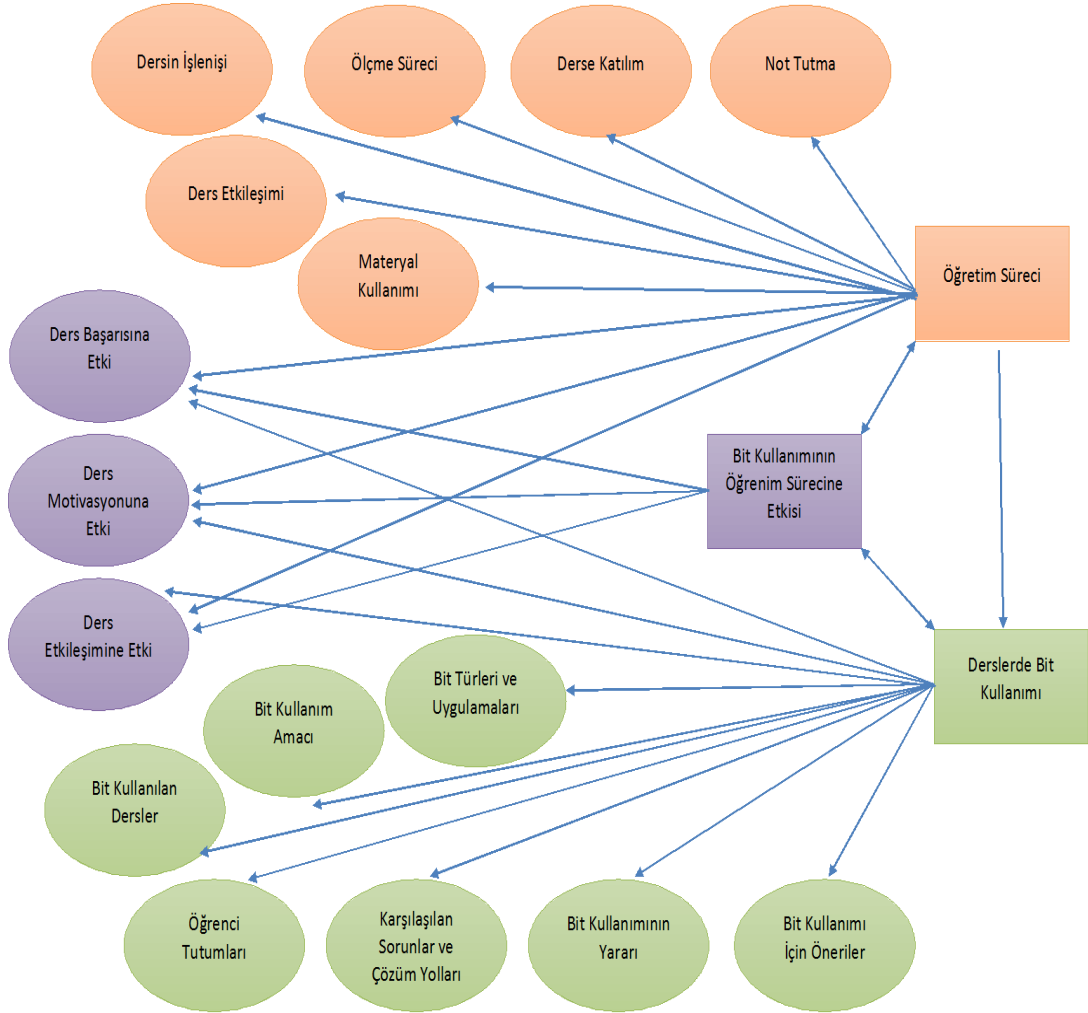 Dersin İşlenişi
Ölçme Süreci
Derse Katılım
Not Tutma
Ders Etkileşimi
Materyal
Kullanımı
Öğretim Süreci
Ders Başarısına
Etki
Ders
Motivasyonuna
Etki
Bit Kullanımının
Öğrenim Sürecine
Etkisi
Ders
Etkileşimine Etki
Derslerde Bit
Kullanımı
Bit Türleri ve
Uygulamaları
Bit Kullanım
Amacı
Bit Kullanılan
Dersler
Öğrenci
Tutumları
Karşılaşılan
Sorunlar ve
Çözüm Yolları
Bit Kullanımının
Yararı
Bit Kullanımı
İçin Öneriler